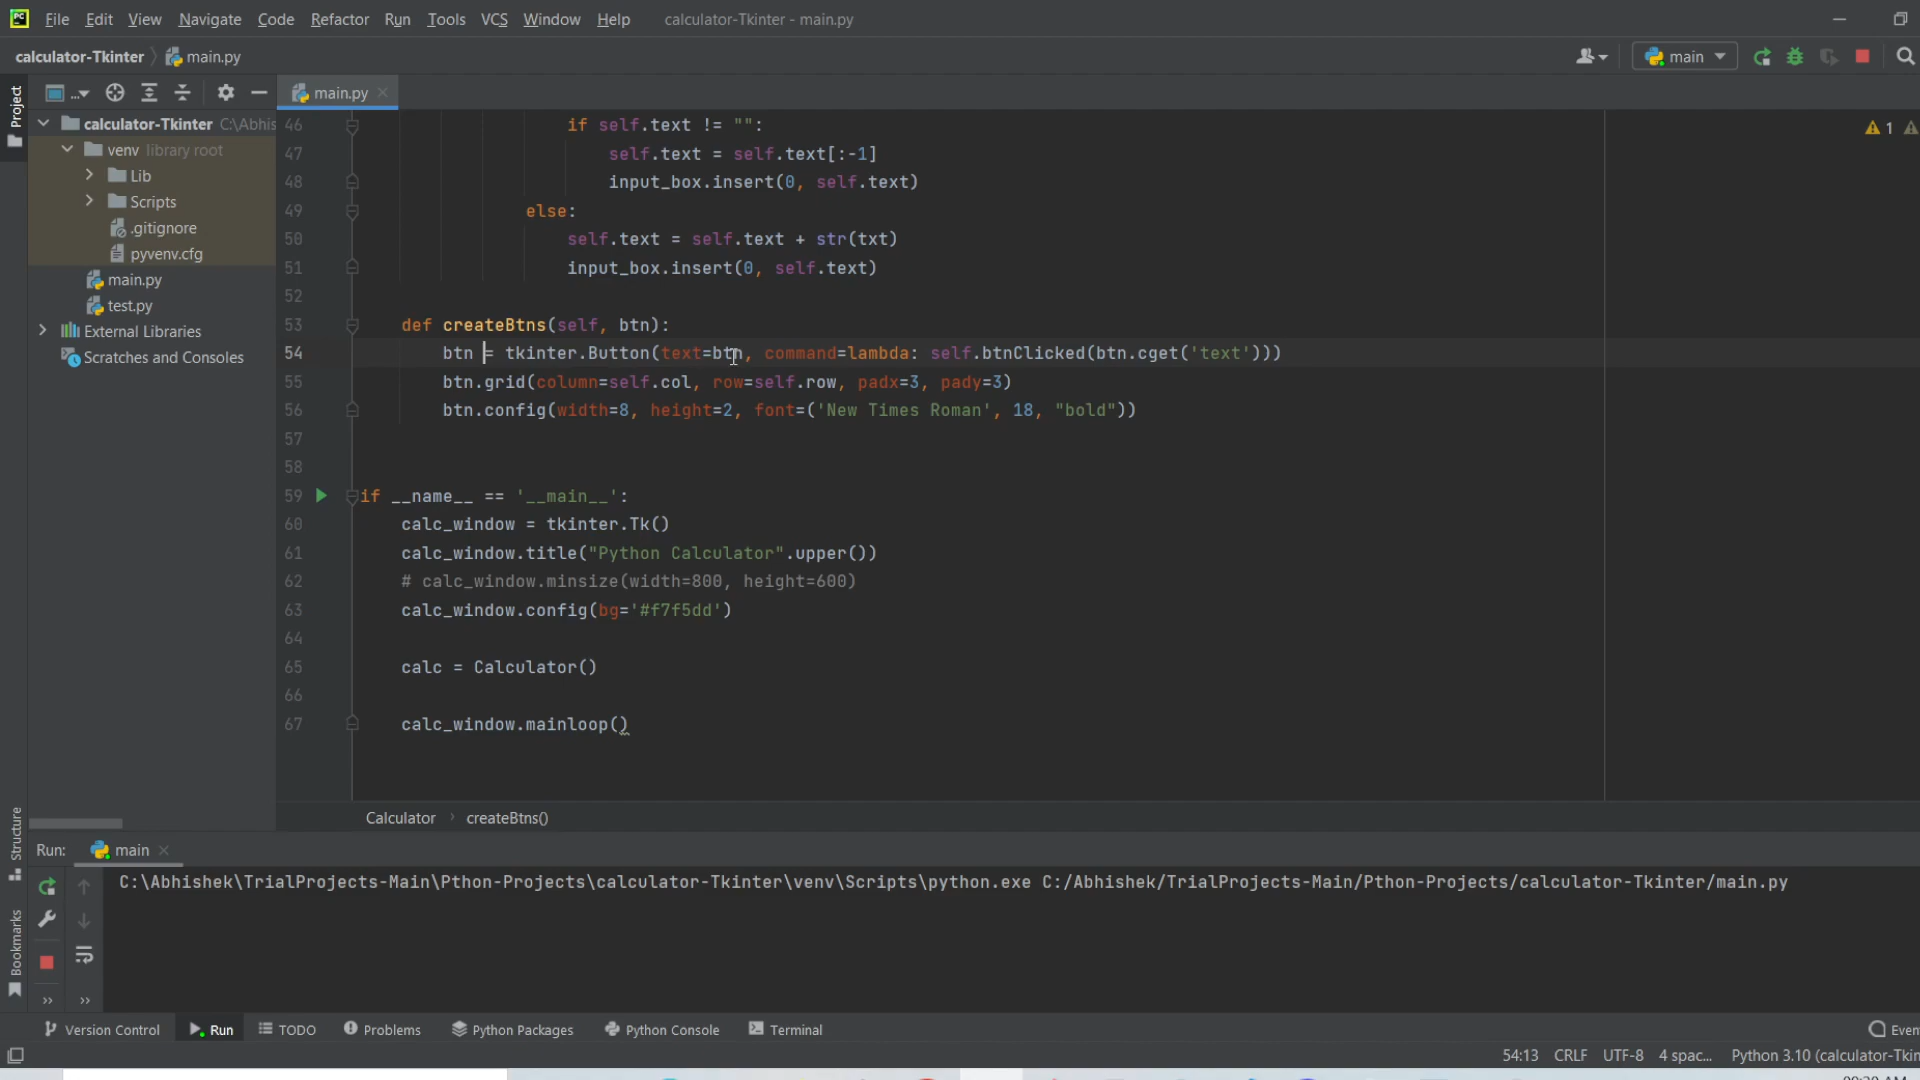 PC File Edit View Navigate Code Refactor Run Tools VCS Window Help calculator-Tkinter - main.py
calculator-Tkinter main.py main
Project
... main.py
calculator-Tkinter C:\Abhis
venv library root
Lib
Scripts
.gitignore
pyvenv.cfg
main.py
test.py
External Libraries
Scratches and Consoles
1
46 if self.text != "":
47 self.text = self.text[:-1]
48 input_box.insert(0, self.text)
49 else:
50 self.text = self.text + str(txt)
51 input_box.insert(0, self.text)
52
53 def createBtns(self, btn):
54 btn = tkinter.Button(text=btn, command=lambda: self.btnClicked(btn.cget('text')))
55 btn.grid(column=self.col, row=self.row, padx=3, pady=3)
56 btn.config(width=8, height=2, font=('New Times Roman', 18, "bold"))
57
58
59 if __name__ == '__main__':
60 calc_window = tkinter.Tk()
61 calc_window.title("Python Calculator".upper())
62 # calc_window.minsize(width=800, height=600)
63 calc_window.config(bg='#f7f5dd')
64
65 calc = Calculator()
66
67 calc_window.mainloop()
Calculator › createBtns()
Structure
Bookmarks
Run: main
C:\Abhishek\TrialProjects-Main\Pthon-Projects\calculator-Tkinter\venv\Scripts\python.exe C:/Abhishek/TrialProjects-Main/Pthon-Projects/calculator-Tkinter/main.py
Version Control Run TODO Problems Python Packages Python Console Terminal Even
54:13 CRLF UTF-8 4 spac... Python 3.10 (calculator-Tkin